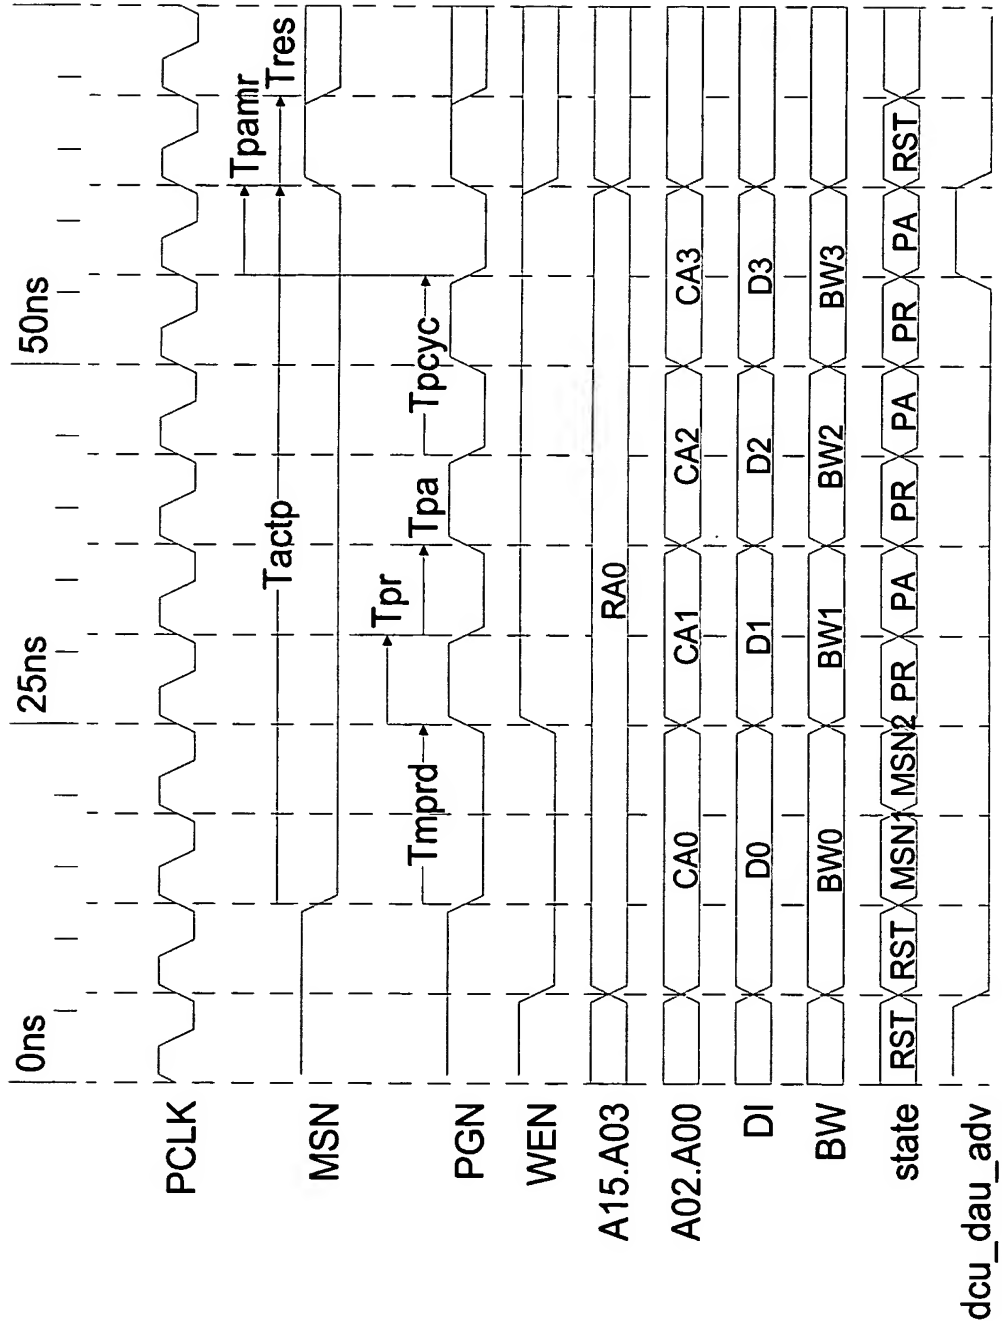 0ns 25ns 50ns
PCLK
Tpamr
MSN Tactp Tres
Tpr
PGN Tmprd Tpa Tpcyc
WEN
A15.A03 RA0
A02.A00 CA0 CA1 CA2 CA3
DI D0 D1 D2 D3
BW BW0 BW1 BW2 BW3
state RST RST MSN1 MSN2 PR PA PR PA PR PA RST
dcu_dau_adv